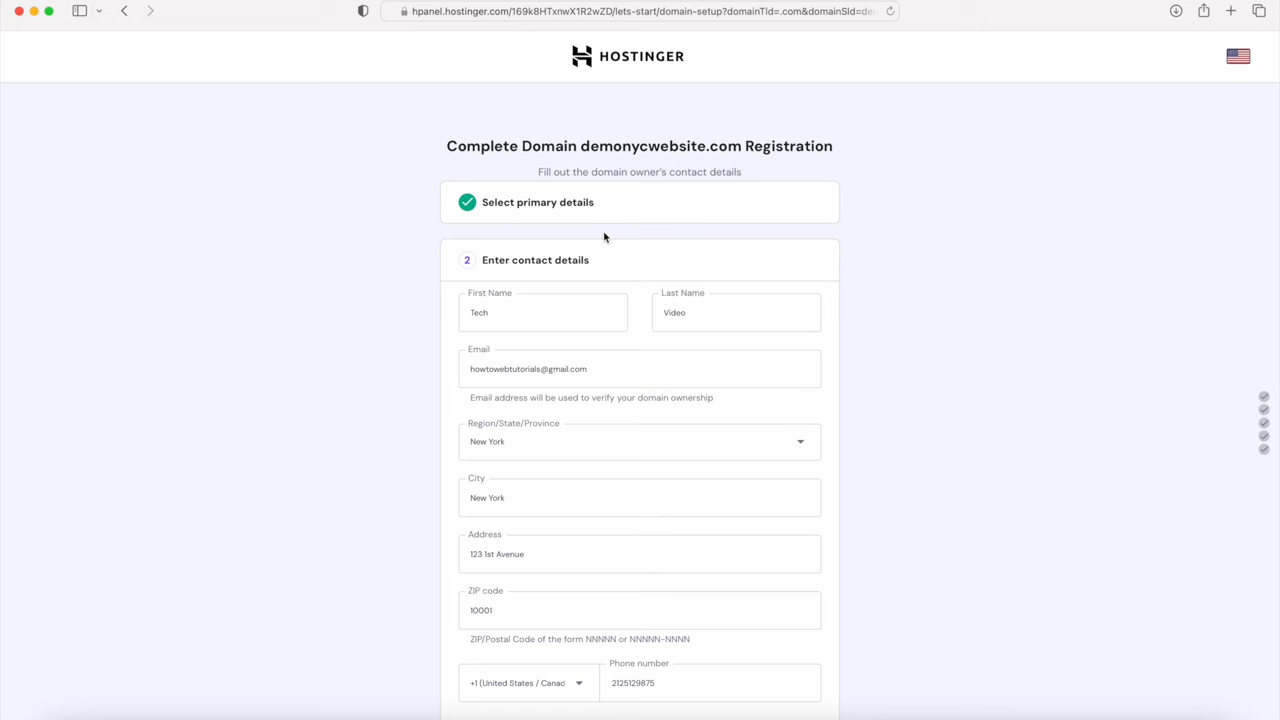 hpanel.hostinger.com/169k8HTxnwX1R2wZD/lets-start/domain-setup?domainTld=.com&domainSld=de
HOSTINGER
Complete Domain demonycwebsite.com Registration
Fill out the domain owner's contact details
Select primary details
2 Enter contact details
First Name
Last Name
Tech
Video
Email
howtowebtutorials@gmail.com
Email address will be used to verify your domain ownership
Region/State/Province
New York
City
New York
Address
123 1st Avenue
ZIP code
10001
ZIP/Postal Code of the form NNNNN or NNNNN-NNNN
Phone number
+1 (United States / Canac
2125129875